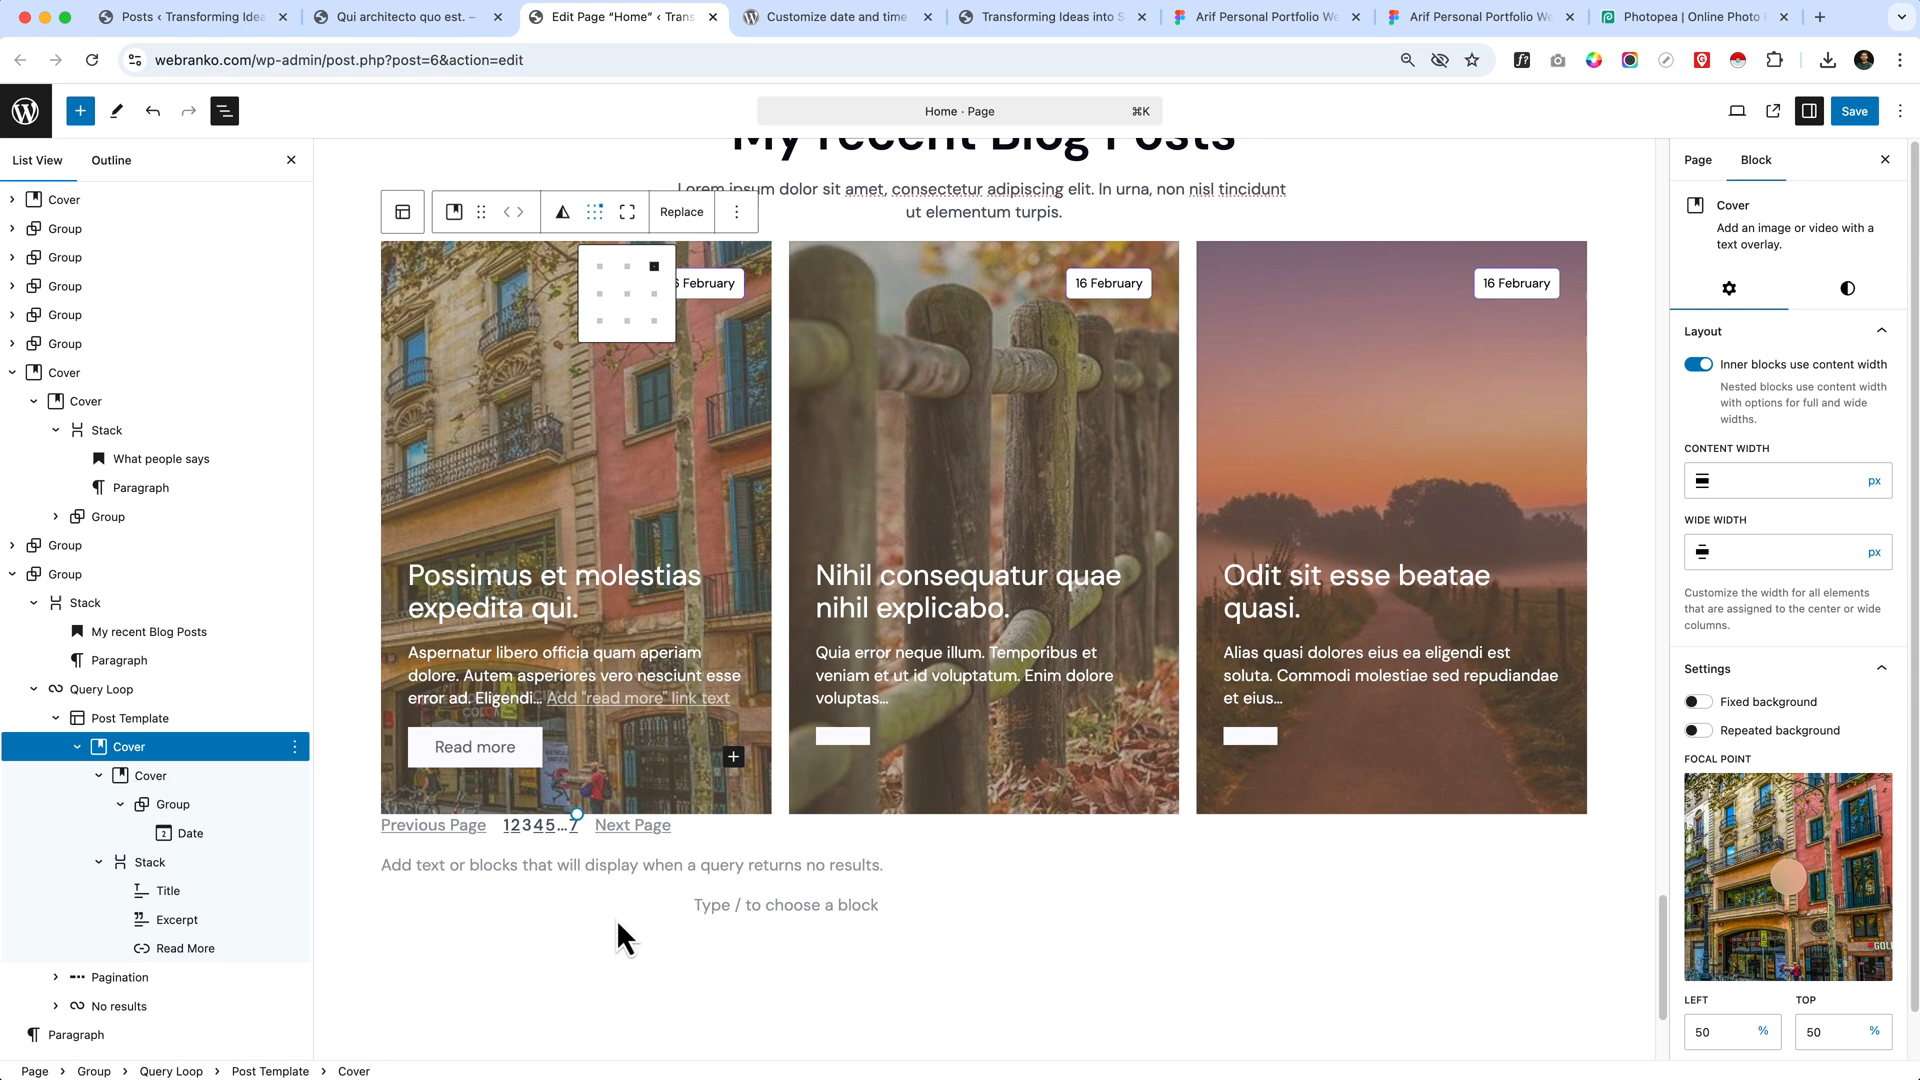 Posts ‹ Transforming Idea
Qui architecto quo est. –
Edit Page “Home” ‹ Trans
Customize date and time
Transforming Ideas into S
Arif Personal Portfolio We
Arif Personal Portfolio We
Photopea | Online Photo
webranko.com/wp-admin/post.php?post=6&action=edit
Home · Page
⌘K
Save
List View
Outline
Cover
Group
Group
Group
Group
Group
Cover
Cover
Stack
What people says
Paragraph
Group
Group
Group
Stack
My recent Blog Posts
Paragraph
Query Loop
Post Template
Cover
Cover
Group
Date
Stack
Title
Excerpt
Read More
Pagination
No results
Paragraph
My recent Blog Posts
Lorem ipsum dolor sit amet, consectetur adipiscing elit. In urna, non nisl tincidunt
ut elementum turpis.
Replace
6 February
Possimus et molestias
expedita qui.
Aspernatur libero officia quam aperiam
dolore. Autem asperiores vero nesciunt esse
error ad. Eligendi… Add "read more" link text
Read more
16 February
Nihil consequatur quae
nihil explicabo.
Quia error neque illum. Temporibus et
veniam et ut id voluptatum. Enim dolore
voluptas…
16 February
Odit sit esse beatae
quasi.
Alias quasi dolores eius ea eligendi est
soluta. Commodi molestiae sed repudiandae
et eius…
Previous Page 12345…7 Next Page
Add text or blocks that will display when a query returns no results.
Type / to choose a block
Page
Block
Cover
Add an image or video with a
text overlay.
Layout
Inner blocks use content width
Nested blocks use content width
with options for full and wide
widths.
CONTENT WIDTH
px
WIDE WIDTH
px
Customize the width for all elements
that are assigned to the center or wide
columns.
Settings
Fixed background
Repeated background
FOCAL POINT
LEFT
TOP
50 %
50 %
Page › Group › Query Loop › Post Template › Cover